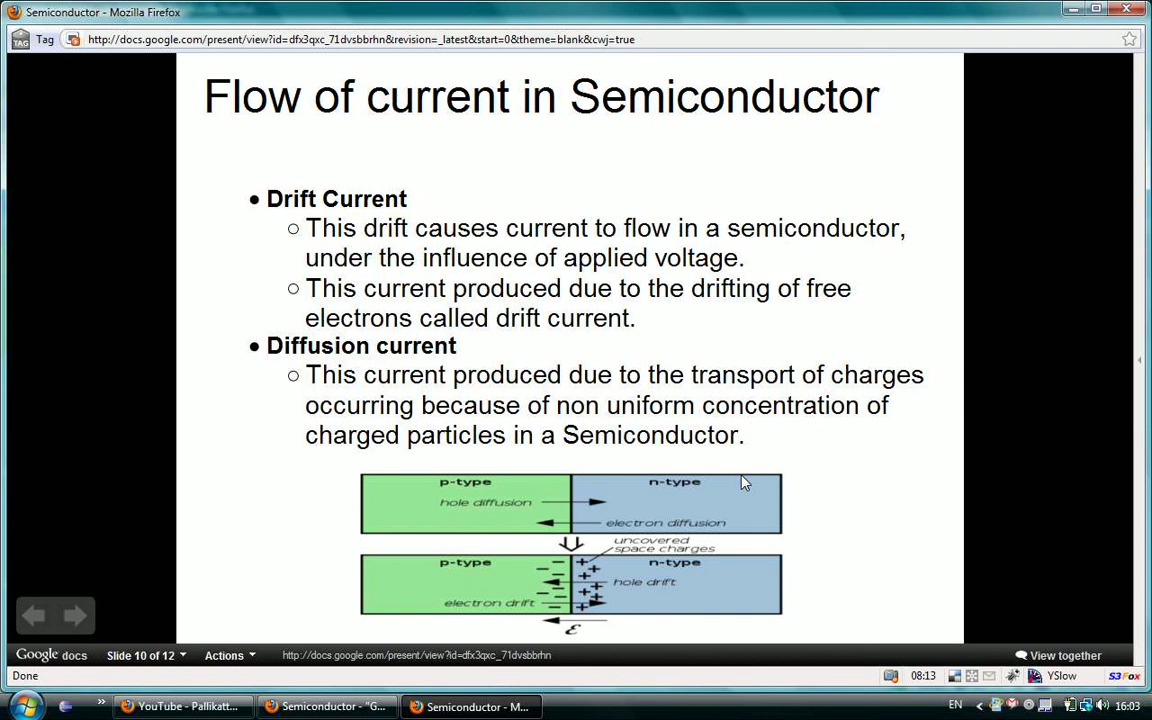 Semiconductor - Mozilla Firefox
TAG Tag http://docs.google.com/present/view?id=dfx3qxc_71dvsbbrhn&revision=_latest&start=0&theme=blank&cwj=true
Flow of current in Semiconductor
• Drift Current
○ This drift causes current to flow in a semiconductor,
under the influence of applied voltage.
○ This current produced due to the drifting of free
electrons called drift current.
• Diffusion current
○ This current produced due to the transport of charges
occurring because of non uniform concentration of
charged particles in a Semiconductor.
p-type n-type
hole diffusion
electron diffusion
uncovered
space charges
p-type n-type
hole drift
electron drift
ε
Google docs Slide 10 of 12 Actions http://docs.google.com/present/view?id=dfx3qxc_71dvsbbrhn View together
Done 08:13 YSlow S3Fox
» YouTube - Pallikatt... Semiconductor - "G... Semiconductor - M... EN 16:03